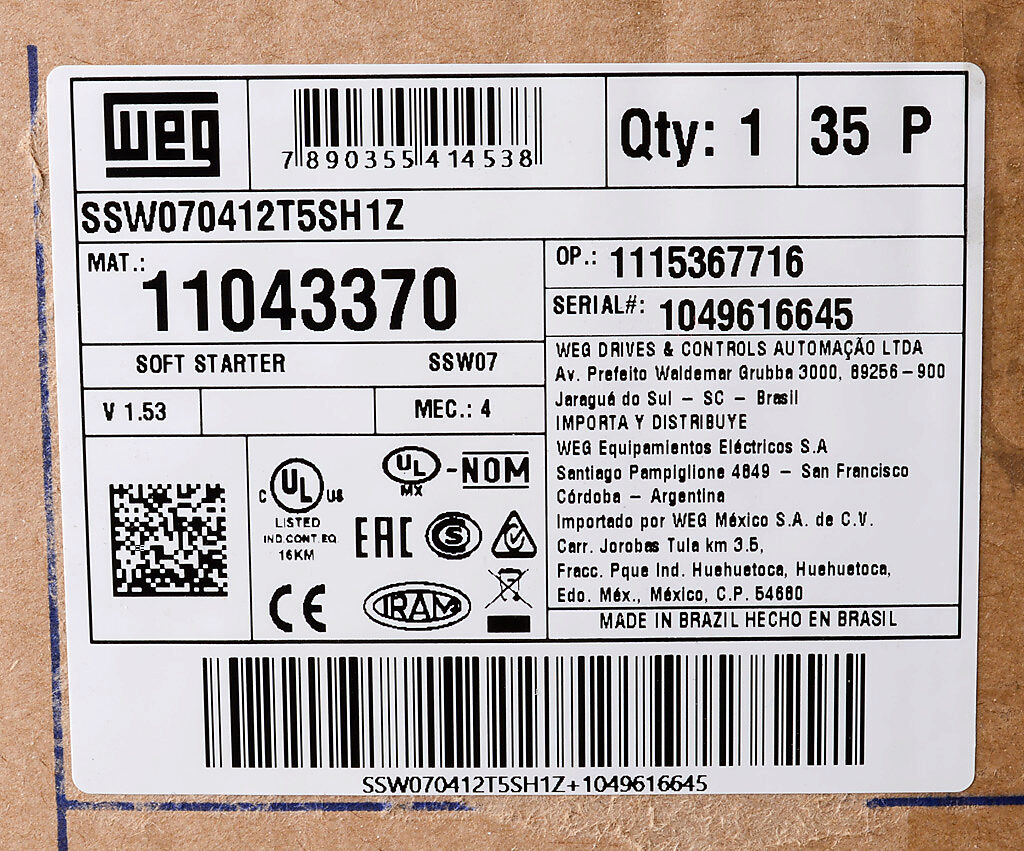 weg
7 890355 414538
Qty: 1
35 P
SSW070412T5SH1Z
MAT.:
11043370
OP.: 1115367716
SERIAL#: 1049616645
SOFT STARTER SSW07
V 1.53
MEC.: 4
WEG DRIVES & CONTROLS AUTOMAÇÃO LTDA
Av. Prefeito Waldemar Grubba 3000, 89256-900
Jaraguá do Sul - SC - Brasil
IMPORTA Y DISTRIBUYE
WEG Equipamientos Eléctricos S.A
Santiago Pampiglione 4849 - San Francisco
Córdoba - Argentina
Importado por WEG México S.A. de C.V.
Carr. Jorobas Tula km 3.5,
Fracc. Pque Ind. Huehuetoca, Huehuetoca,
Edo. Méx., México, C.P. 54680
MADE IN BRAZIL HECHO EN BRASIL
C UL US
LISTED
IND.CONT.EQ.
16KM
UL
MX
-NOM
EAC
S
CE
IRAM
SSW070412T5SH1Z+1049616645